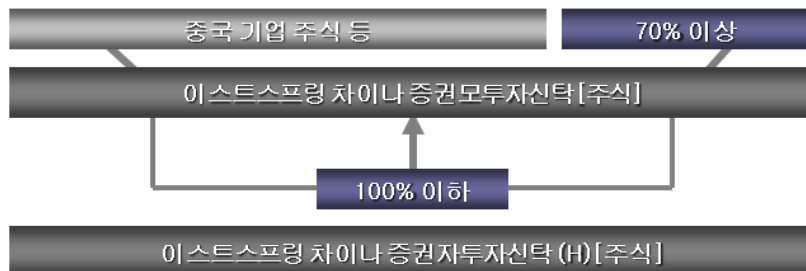 중국 기업 주식 등
70% 이상
이스트스프링 차이나 증권모투자신탁[주식]
100% 이하
이스트스프링 차이나 증권자투자신탁(H)[주식]